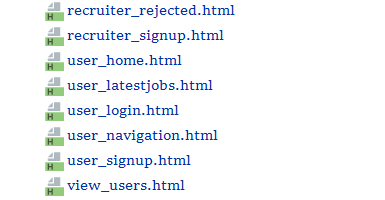 H recruiter_rejected.html
H recruiter_signup.html
H user_home.html
H user_latestjobs.html
H user_login.html
H user_navigation.html
H user_signup.html
H view_users.html